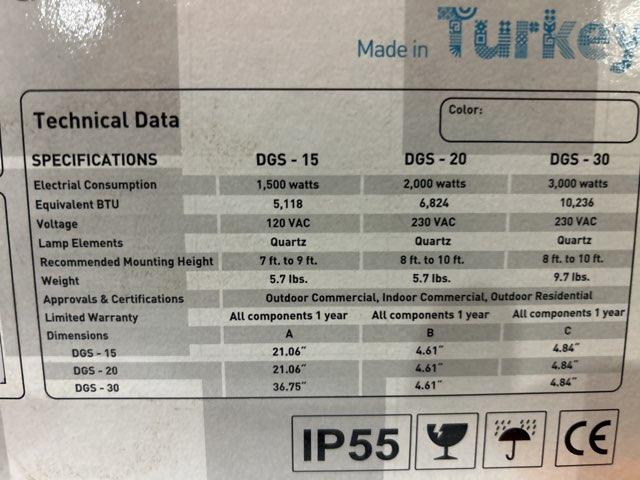 Made in Turkey
Color:
Technical Data
SPECIFICATIONS DGS - 15 DGS - 20 DGS - 30
Electrial Consumption 1,500 watts 2,000 watts 3,000 watts
Equivalent BTU 5,118 6,824 10,236
Voltage 120 VAC 230 VAC 230 VAC
Lamp Elements Quartz Quartz Quartz
Recommended Mounting Height 7 ft. to 9 ft. 8 ft. to 10 ft. 8 ft. to 10 ft.
Weight 5.7 lbs. 5.7 lbs. 9.7 lbs.
Approvals & Certifications Outdoor Commercial, Indoor Commercial, Outdoor Residential
Limited Warranty All components 1 year All components 1 year All components 1 year
Dimensions A B C
DGS - 15 21.06” 4.61” 4.84”
DGS - 20 21.06” 4.61” 4.84”
DGS - 30 36.75” 4.61” 4.84”
IP55 CE